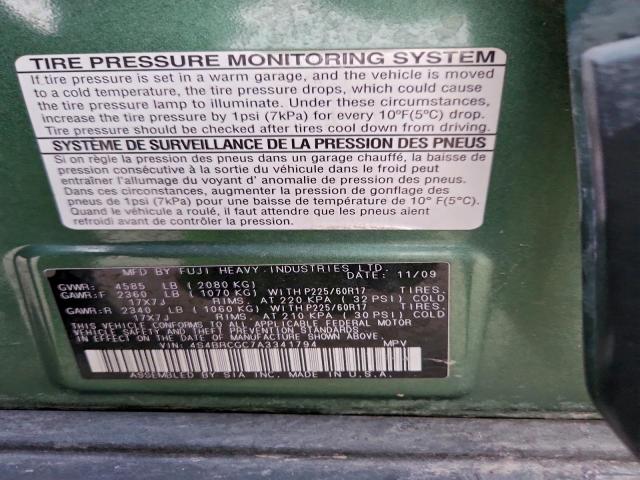 TIRE PRESSURE MONITORING SYSTEM
If tire pressure is set in a warm garage, and the vehicle is moved
to a cold temperature, the tire pressure drops, which could cause
the tire pressure lamp to illuminate. Under these circumstances,
increase the tire pressure by 1psi (7kPa) for every 10°F(5°C) drop.
Tire pressure should be checked after tires cool down from driving.
SYSTÈME DE SURVEILLANCE DE LA PRESSION DES PNEUS
Si on règle la pression des pneus dans un garage chauffé, la baisse de
pression consécutive à la sortie du véhicule dans le froid peut
entraîner l'allumage du voyant d' anomalie de pression des pneus.
Dans ces circonstances, augmenter la pression de gonflage des
pneus de 1psi (7kPa) pour une baisse de température de 10° F(5°C).
Quand le véhicule a roulé, il faut attendre que les pneus aient
refroidi avant de contrôler la pression.
MFD BY FUJI HEAVY INDUSTRIES LTD. DATE: 11/09
GVWR: 4585 LB (2080 KG)
GAWR:F 2360 LB (1070 KG) WITH P225/60R17 TIRES.
17X7J RIMS. AT 220 KPA (32 PSI) COLD
GAWR:R 2340 LB (1060 KG) WITH P225/60R17 TIRES.
17X7J RIMS. AT 210 KPA (30 PSI) COLD
THIS VEHICLE CONFORMS TO ALL APPLICABLE FEDERAL MOTOR
VEHICLE SAFETY AND THEFT PREVENTION STANDARDS
IN EFFECT ON THE DATE OF MANUFACTURE SHOWN ABOVE.
VIN: 4S4BRCGC7A3341794 MPV
ASSEMBLED BY SIA INC. MADE IN U.S.A.